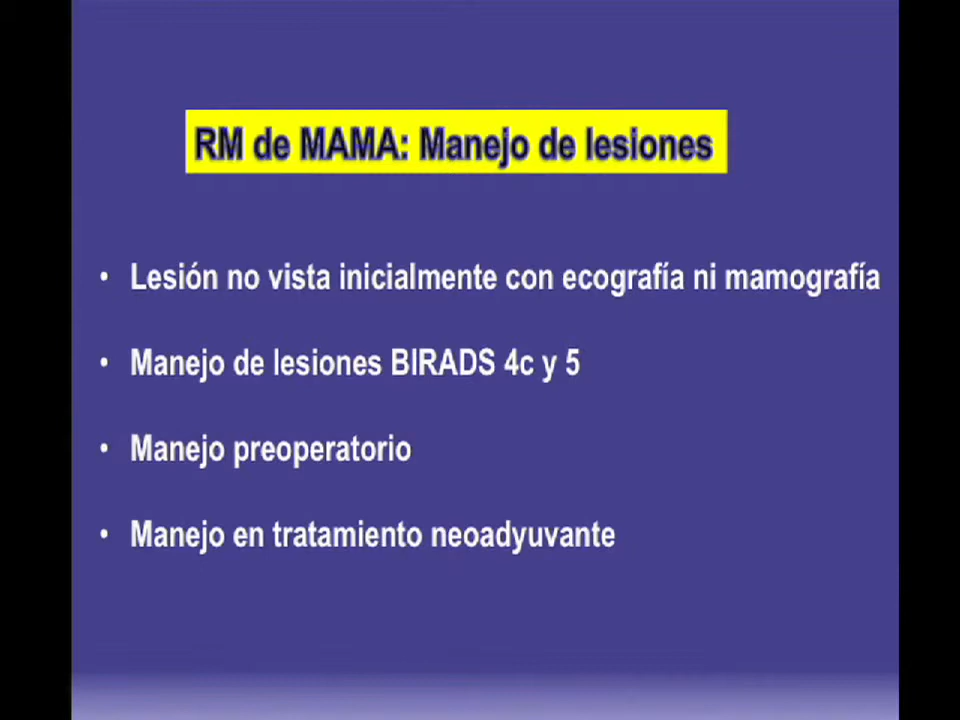 RM de MAMA: Manejo de lesiones
• Lesión no vista inicialmente con ecografía ni mamografía
• Manejo de lesiones BIRADS 4c y 5
• Manejo preoperatorio
• Manejo en tratamiento neoadyuvante